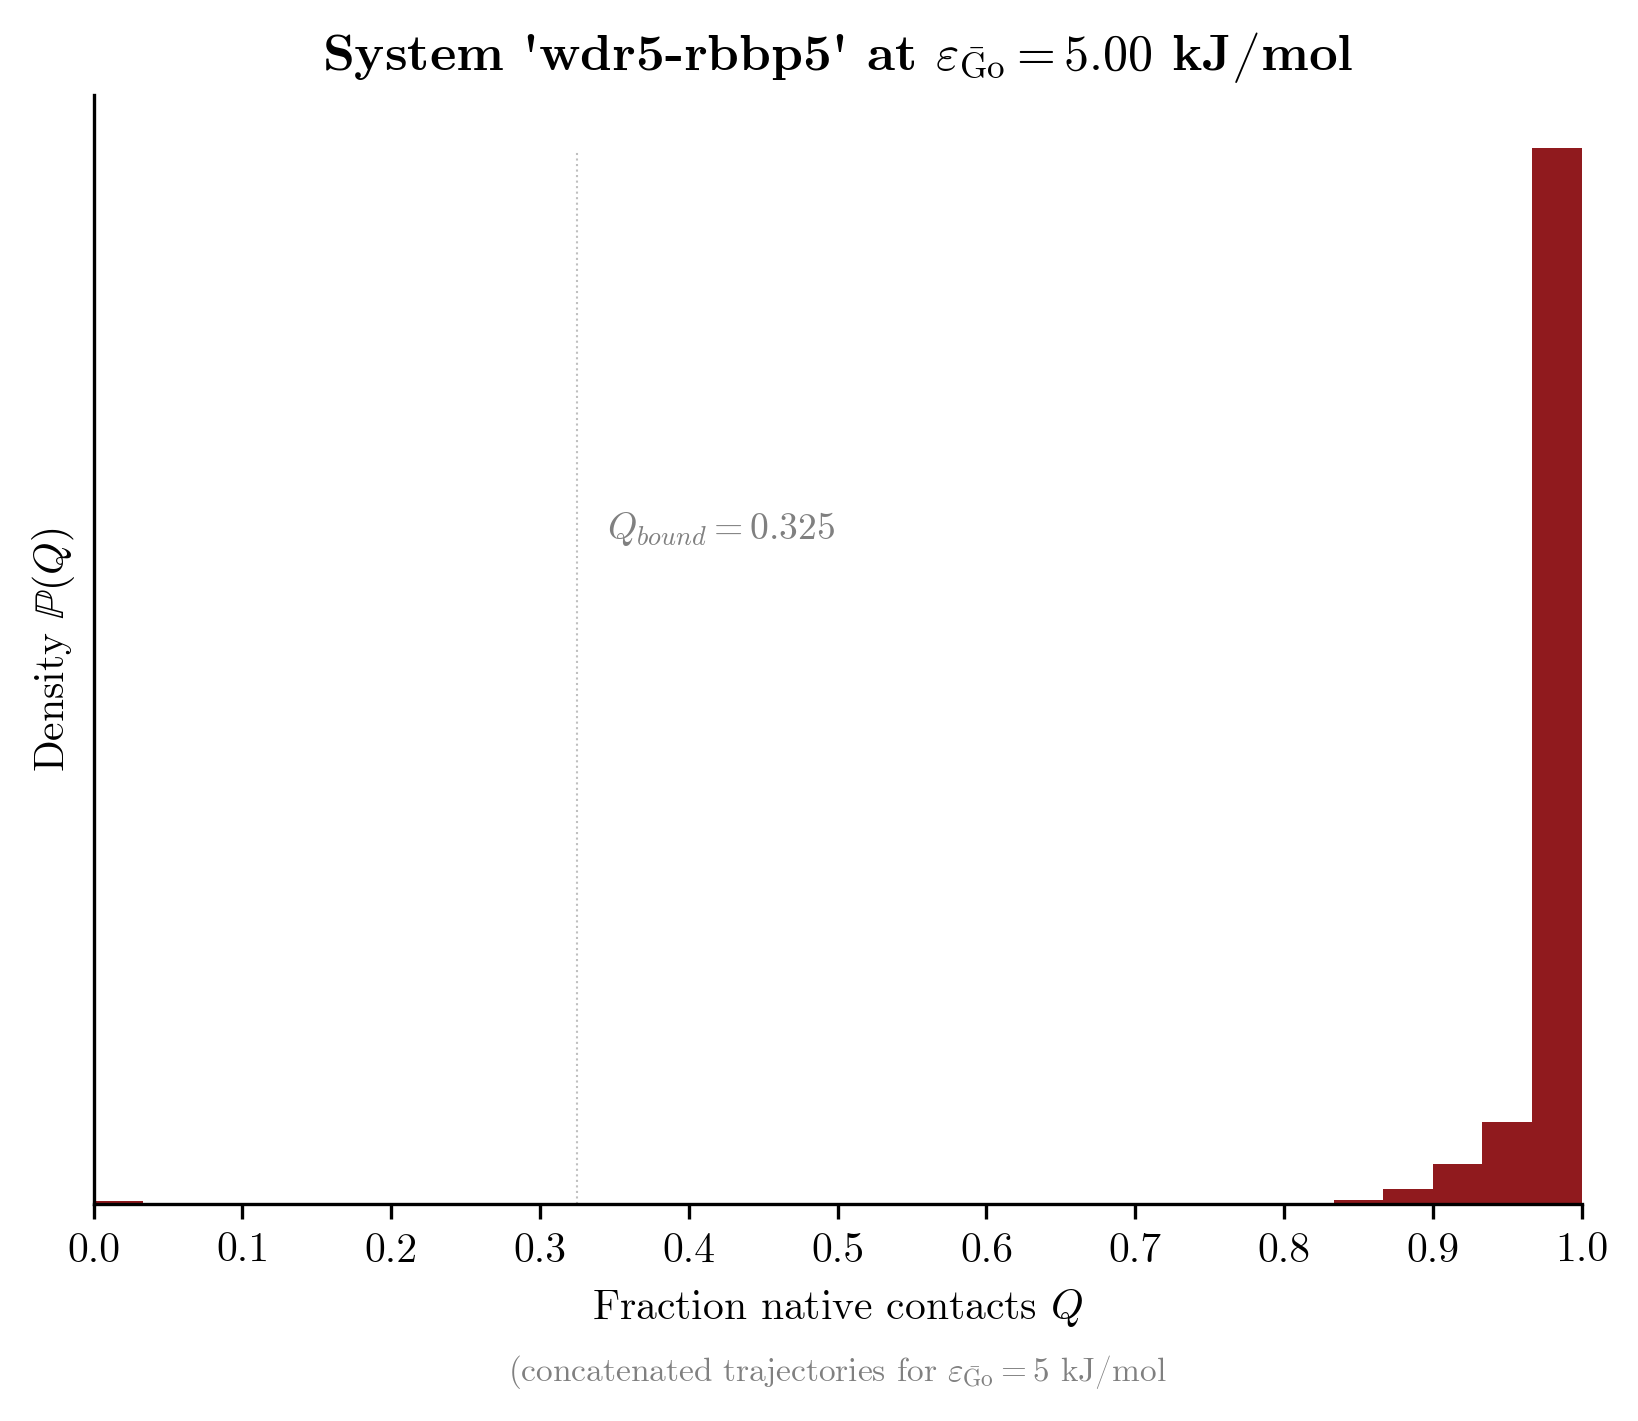 System 'wdr5-rbbp5' at ε_Ḡo = 5.00 kJ/mol
Density ℙ(Q)
Q_bound = 0.325
0.0 0.1 0.2 0.3 0.4 0.5 0.6 0.7 0.8 0.9 1.0
Fraction native contacts Q
(concatenated trajectories for ε_Ḡo = 5 kJ/mol